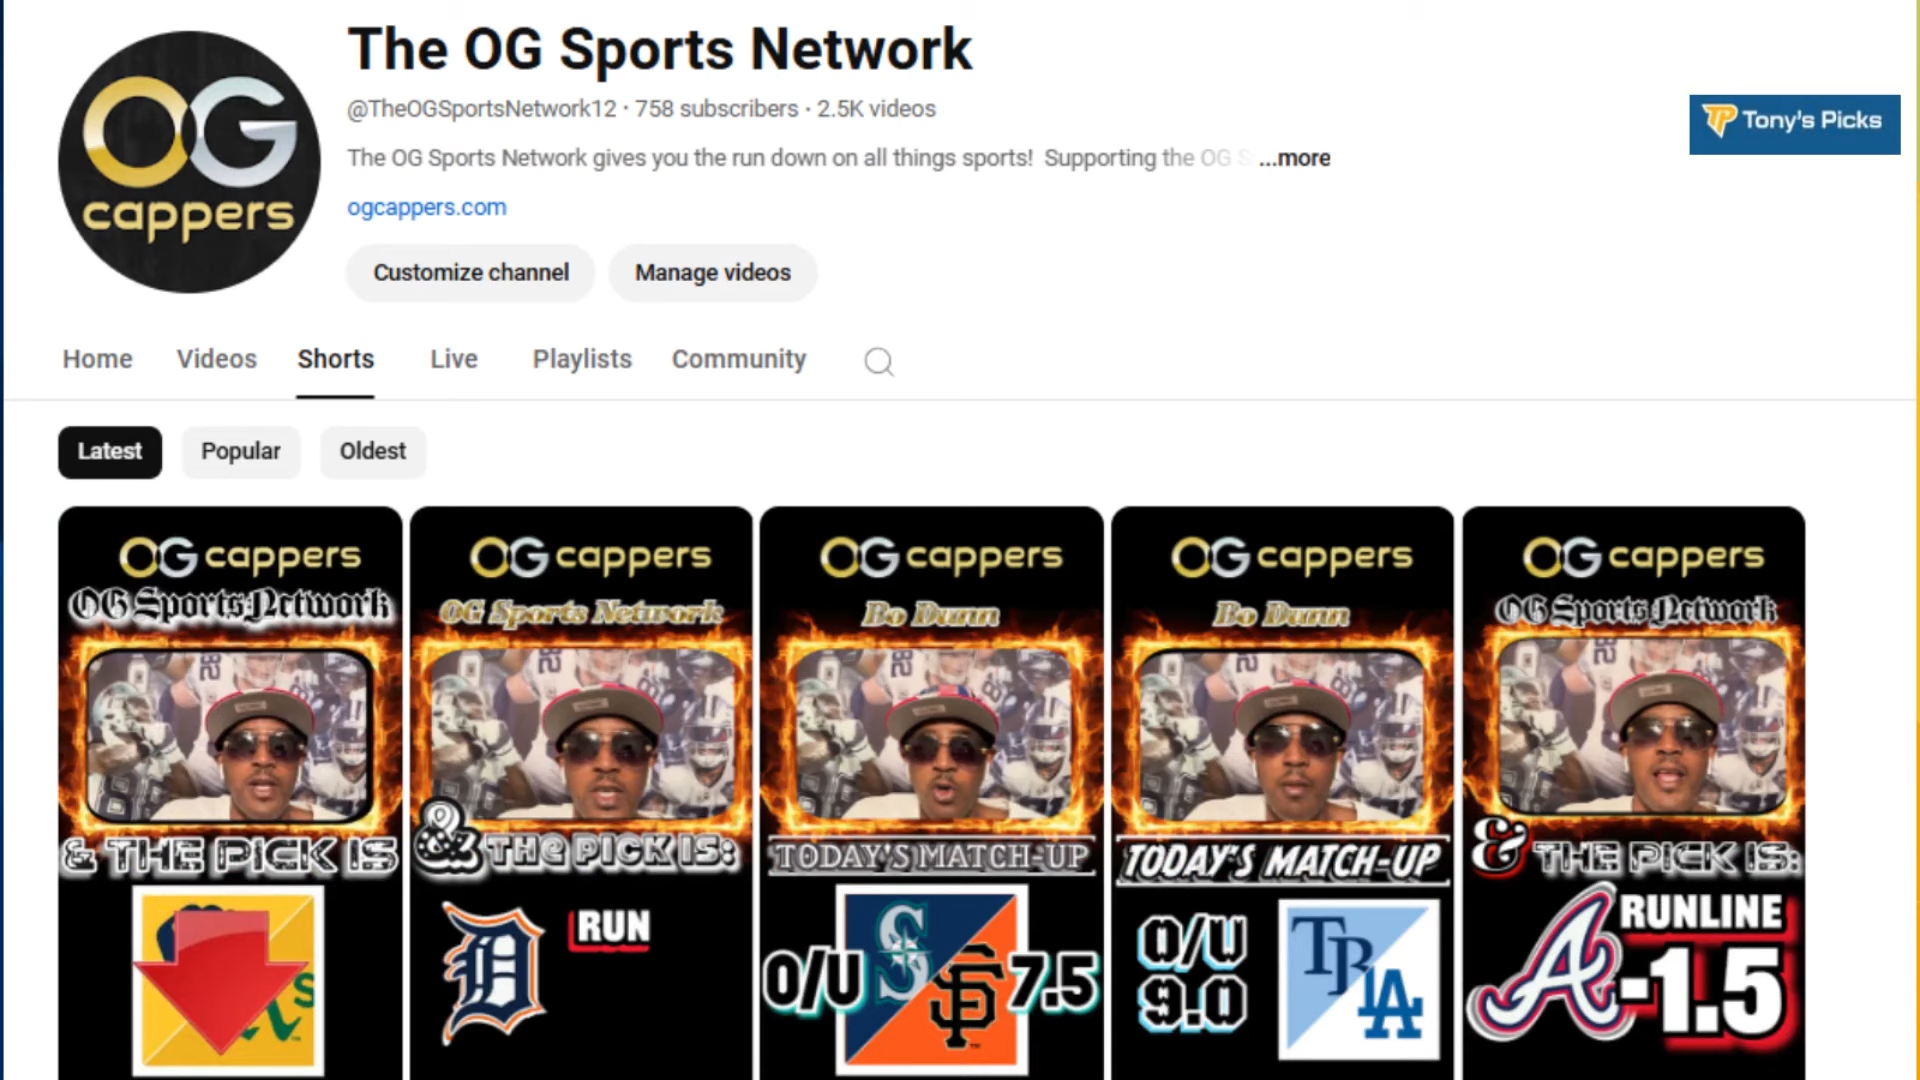 The OG Sports Network
@TheOGSportsNetwork12 · 758 subscribers · 2.5K videos
The OG Sports Network gives you the run down on all things sports!  Supporting the OG S ...more
ogcappers.com
Customize channel
Manage videos
OG
cappers
TP Tony's Picks
Home
Videos
Shorts
Live
Playlists
Community
Latest
Popular
Oldest
OG cappers
OG Sports Network
& THE PICK IS
OG cappers
OG Sports Network
& THE PICK IS:
D
RUN
OG cappers
Bo Dunn
TODAY'S MATCH-UP
O/U
S
SF
7.5
OG cappers
Bo Dunn
TODAY'S MATCH-UP
O/U
9.0
TB
LA
OG cappers
OG Sports Network
& THE PICK IS:
A
RUNLINE
-1.5